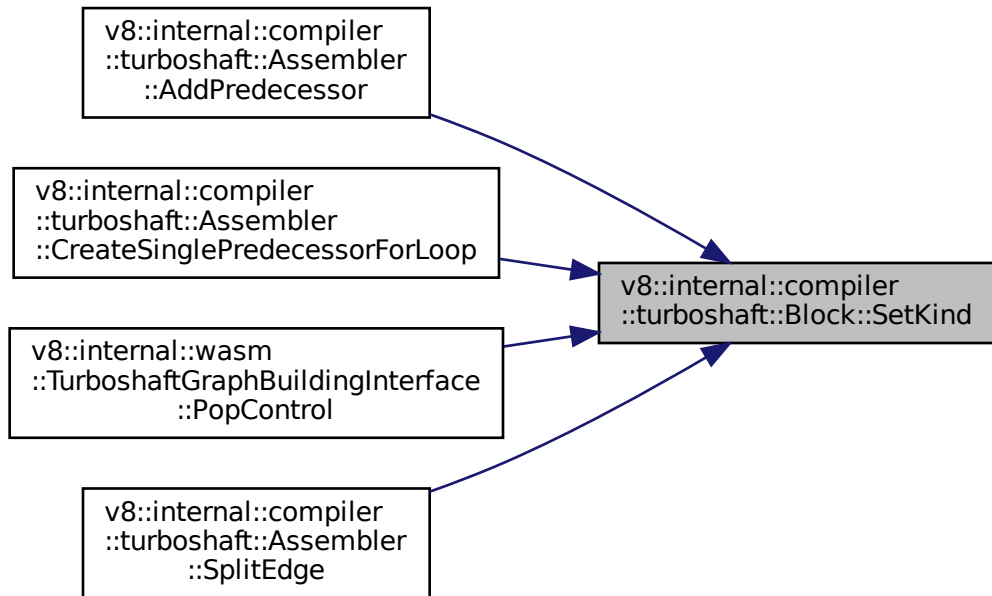 v8::internal::compiler
::turboshaft::Assembler
::AddPredecessor
v8::internal::compiler
::turboshaft::Assembler
::CreateSinglePredecessorForLoop
v8::internal::wasm
::TurboshaftGraphBuildingInterface
::PopControl
v8::internal::compiler
::turboshaft::Assembler
::SplitEdge
v8::internal::compiler
::turboshaft::Block::SetKind